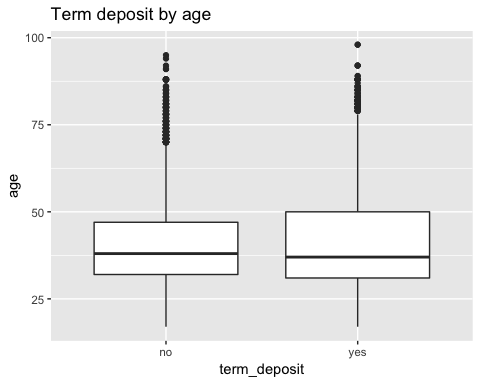 Term deposit by age
100
75
50
25
age
no
yes
term_deposit